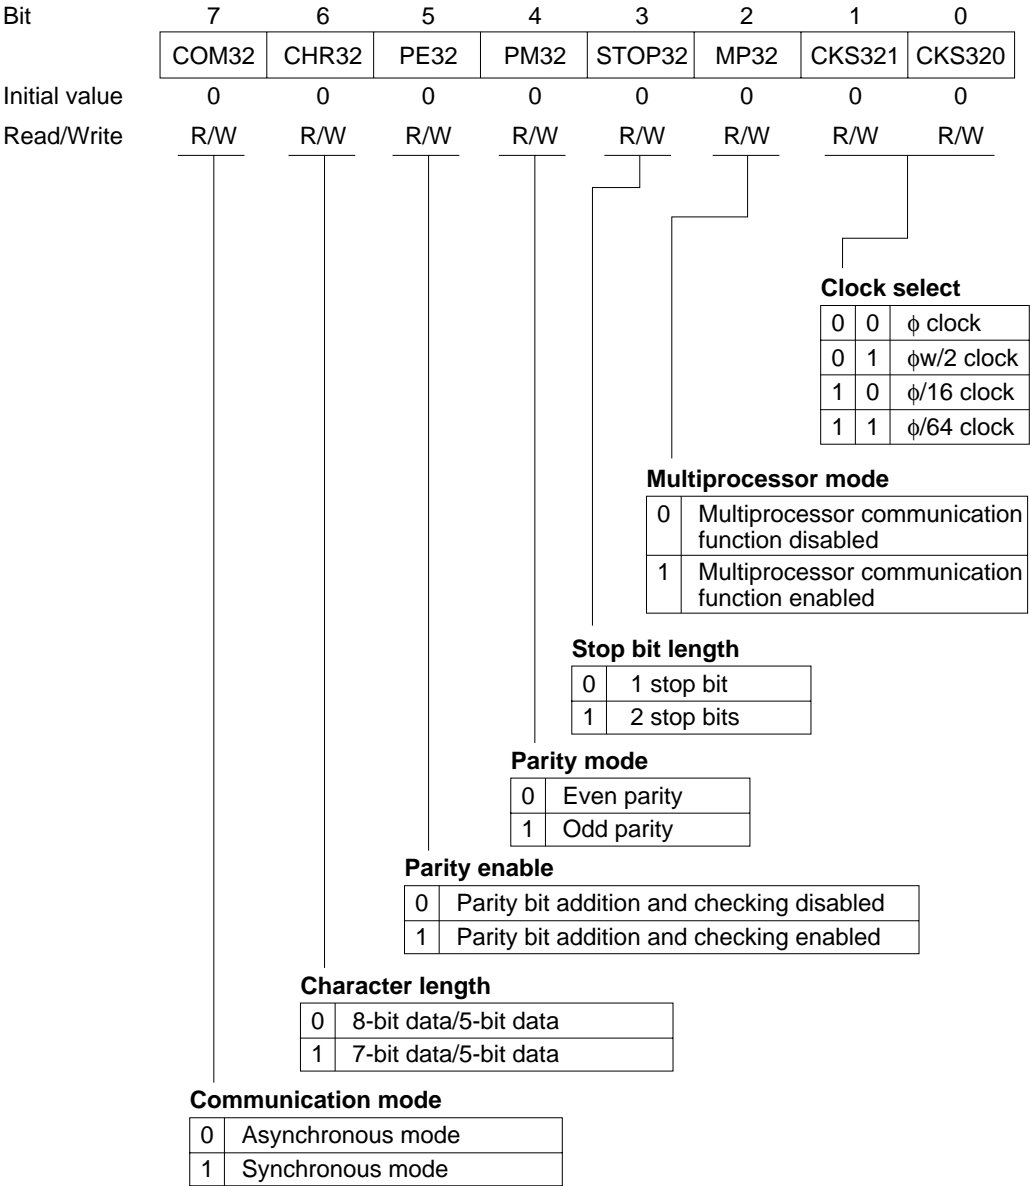 Bit 7 6 5 4 3 2 1 0
COM32 CHR32 PE32 PM32 STOP32 MP32 CKS321 CKS320
Initial value 0 0 0 0 0 0 0 0
Read/Write R/W R/W R/W R/W R/W R/W R/W R/W
Clock select
0 0 ϕ clock
0 1 ϕw/2 clock
1 0 ϕ/16 clock
1 1 ϕ/64 clock
Multiprocessor mode
0 Multiprocessor communication
function disabled
1 Multiprocessor communication
function enabled
Stop bit length
0 1 stop bit
1 2 stop bits
Parity mode
0 Even parity
1 Odd parity
Parity enable
0 Parity bit addition and checking disabled
1 Parity bit addition and checking enabled
Character length
0 8-bit data/5-bit data
1 7-bit data/5-bit data
Communication mode
0 Asynchronous mode
1 Synchronous mode